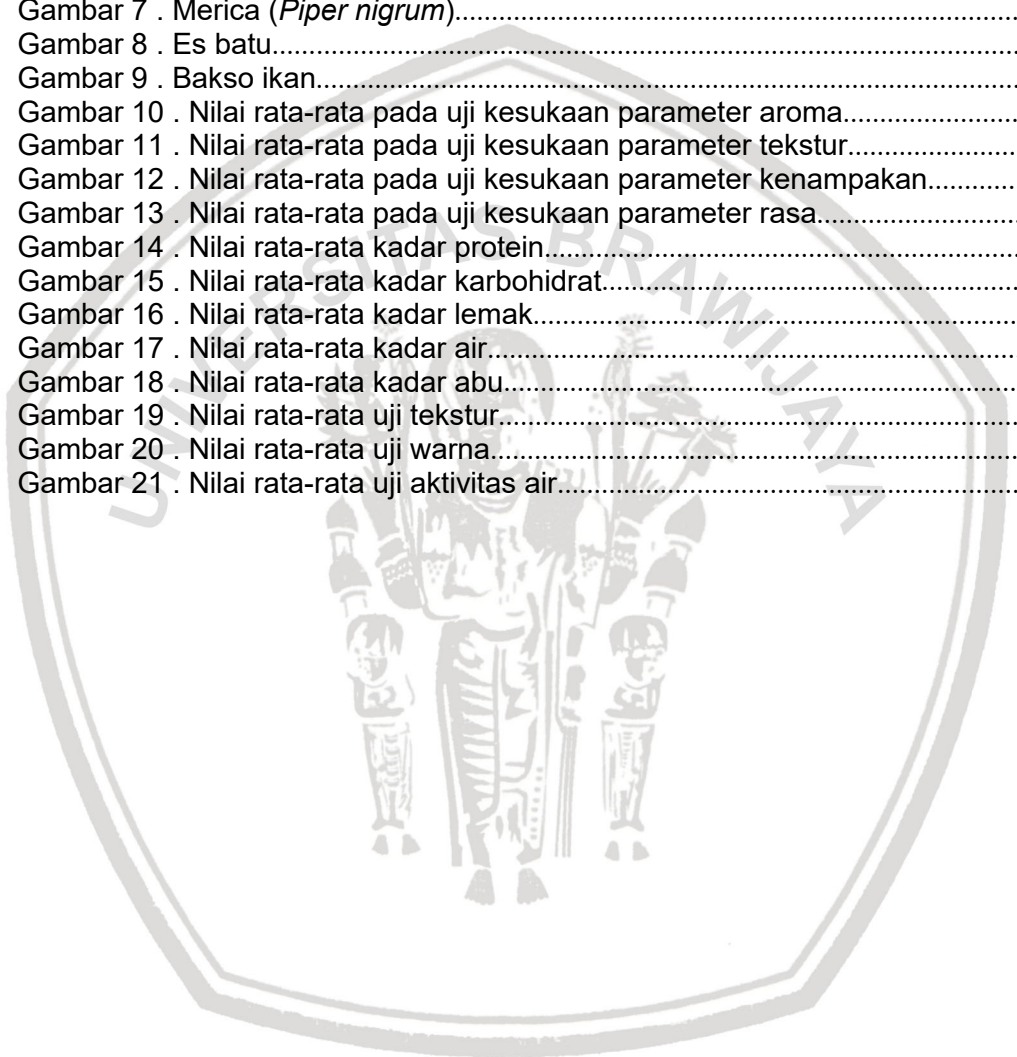 Gambar 7 . Merica (Piper nigrum)..............................................................................
Gambar 8 . Es batu....................................................................................................
Gambar 9 . Bakso ikan...............................................................................................
Gambar 10 . Nilai rata-rata pada uji kesukaan parameter aroma.....................
Gambar 11 . Nilai rata-rata pada uji kesukaan parameter tekstur....................
Gambar 12 . Nilai rata-rata pada uji kesukaan parameter kenampakan...........
Gambar 13 . Nilai rata-rata pada uji kesukaan parameter rasa........................
Gambar 14 . Nilai rata-rata kadar protein.........................................................
Gambar 15 . Nilai rata-rata kadar karbohidrat..................................................
Gambar 16 . Nilai rata-rata kadar lemak...........................................................
Gambar 17 . Nilai rata-rata kadar air................................................................
Gambar 18 . Nilai rata-rata kadar abu..............................................................
Gambar 19 . Nilai rata-rata uji tekstur...............................................................
Gambar 20 . Nilai rata-rata uji warna................................................................
Gambar 21 . Nilai rata-rata uji aktivitas air........................................................
UNIVERSITAS BRAWIJAYA